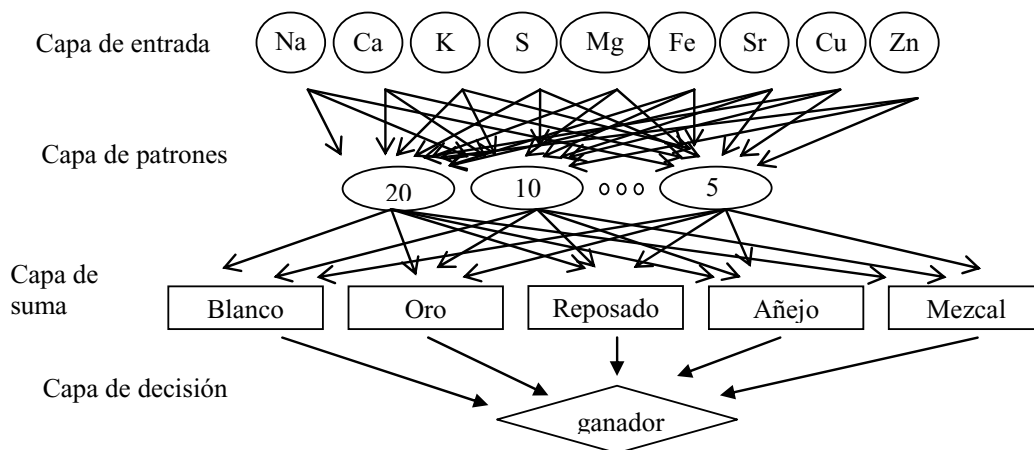 Capa de entrada Na Ca K S Mg Fe Sr Cu Zn
Capa de patrones
20 10 5
Capa de
suma
Blanco Oro Reposado Añejo Mezcal
Capa de decisión
ganador